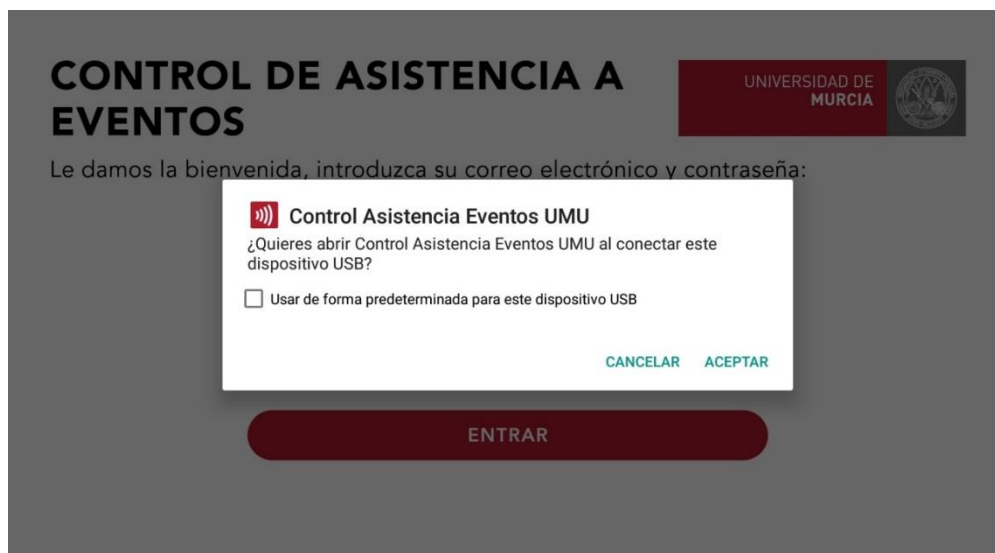 CONTROL DE ASISTENCIA A
EVENTOS
UNIVERSIDAD DE
MURCIA
Le damos la bienvenida, introduzca su correo electrónico y contraseña:
Control Asistencia Eventos UMU
¿Quieres abrir Control Asistencia Eventos UMU al conectar este
dispositivo USB?
Usar de forma predeterminada para este dispositivo USB
CANCELAR ACEPTAR
ENTRAR